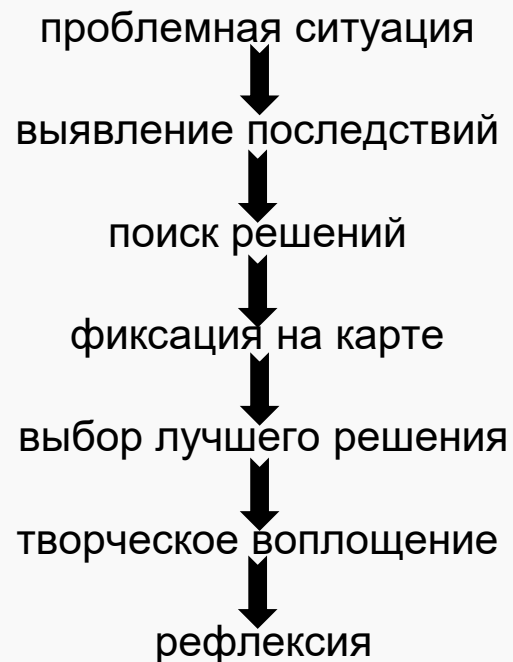 проблемная ситуация
выявление последствий
поиск решений
фиксация на карте
выбор лучшего решения
творческое воплощение
рефлексия